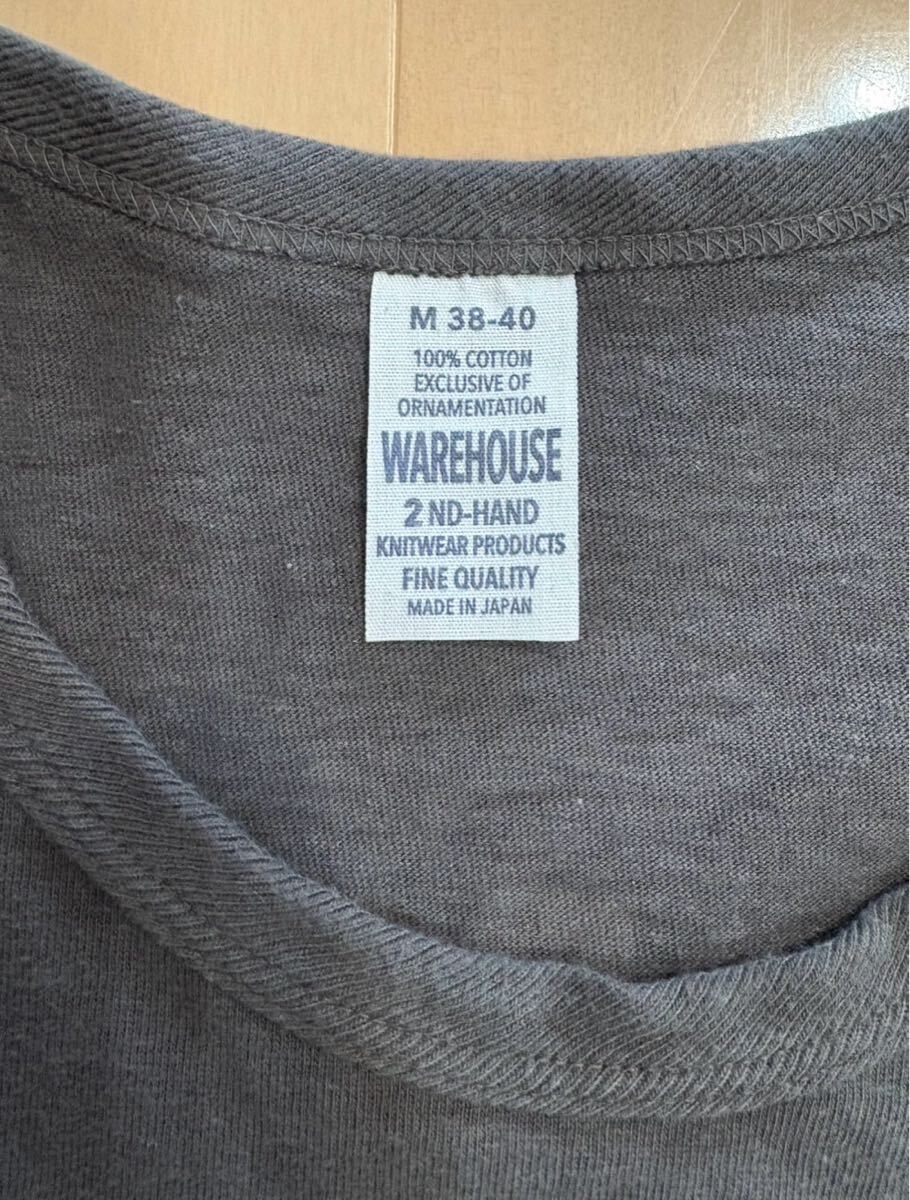 M 38-40
100% COTTON
EXCLUSIVE OF
ORNAMENTATION
WAREHOUSE
2 ND-HAND
KNITWEAR PRODUCTS
FINE QUALITY
MADE IN JAPAN